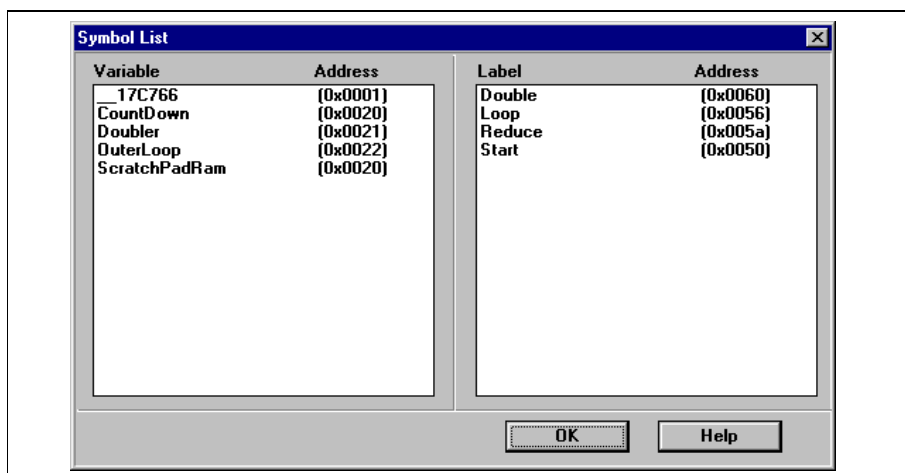 Symbol List
Variable Address Label Address
__17C766 (0x0001) Double (0x0060)
CountDown (0x0020) Loop (0x0056)
Doubler (0x0021) Reduce (0x005a)
OuterLoop (0x0022) Start (0x0050)
ScratchPadRam (0x0020)
OK Help